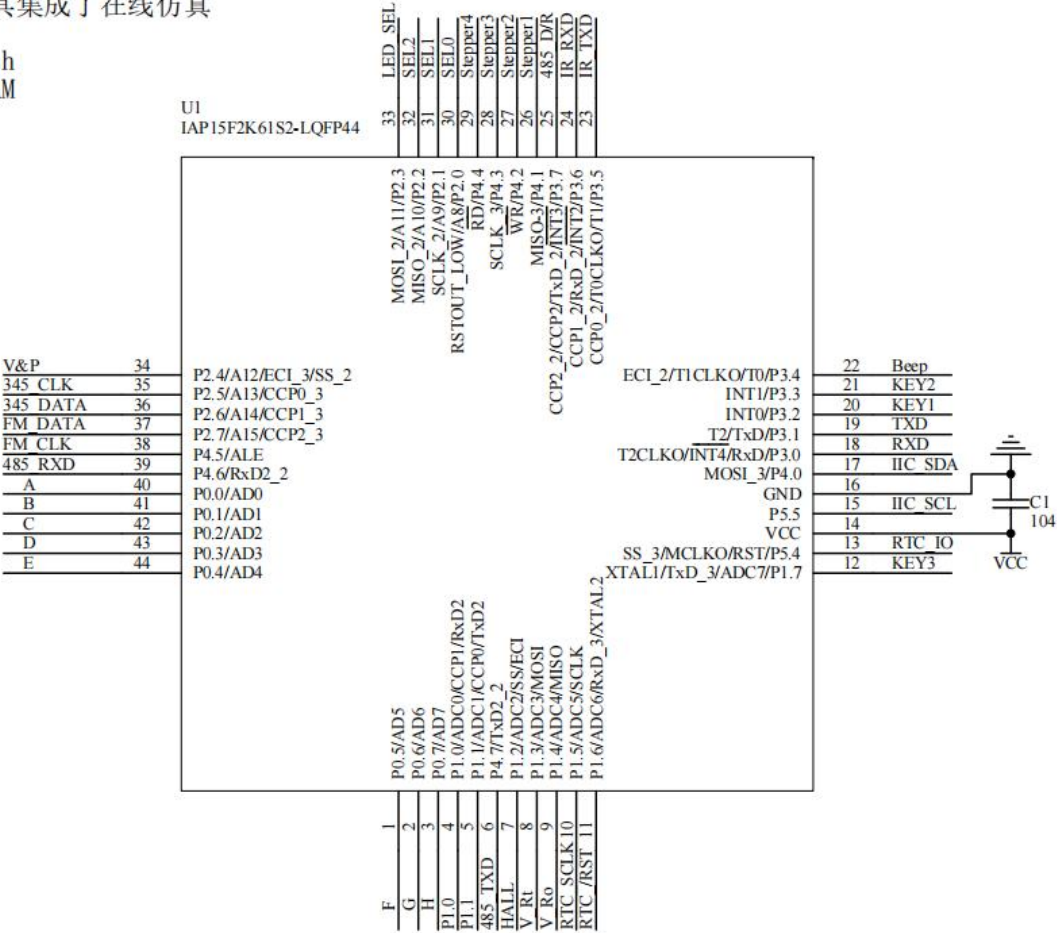 具集成了在线仿真
h
M
U1
IAP15F2K61S2-LQFP44
33 LED_SEL
32 SEL2
31 SEL1
30 SEL0
29 Stepper4
28 Stepper3
27 Stepper2
26 Stepper1
25 485_D/R
24 IR_RXD
23 IR_TXD
MOSI_2/A11/P2.3
MISO_2/A10/P2.2
SCLK_2/A9/P2.1
RSTOUT_LOW/A8/P2.0
RD/P4.4
SCLK_3/P4.3
WR/P4.2
MISO-3/P4.1
CCP2_2/CCP2/TxD_2/INT3/P3.7
CCP1_2/RxD_2/INT2/P3.6
CCP0_2/T0CLKO/T1/P3.5
V&P 34 P2.4/A12/ECI_3/SS_2
345_CLK 35 P2.5/A13/CCP0_3
345_DATA 36 P2.6/A14/CCP1_3
FM_DATA 37 P2.7/A15/CCP2_3
FM_CLK 38 P4.5/ALE
485_RXD 39 P4.6/RxD2_2
A 40 P0.0/AD0
B 41 P0.1/AD1
C 42 P0.2/AD2
D 43 P0.3/AD3
E 44 P0.4/AD4
ECI_2/T1CLKO/T0/P3.4 22 Beep
INT1/P3.3 21 KEY2
INT0/P3.2 20 KEY1
T2/TxD/P3.1 19 TXD
T2CLKO/INT4/RxD/P3.0 18 RXD
MOSI_3/P4.0 17 IIC_SDA
GND 16
P5.5 15 IIC_SCL
VCC 14
SS_3/MCLKO/RST/P5.4 13 RTC_IO
XTAL1/TxD_3/ADC7/P1.7 12 KEY3
C1
104
VCC
P0.5/AD5
P0.6/AD6
P0.7/AD7
P1.0/ADC0/CCP1/RxD2
P1.1/ADC1/CCP0/TxD2
P4.7/TxD2_2
P1.2/ADC2/SS/ECI
P1.3/ADC3/MOSI
P1.4/ADC4/MISO
P1.5/ADC5/SCLK
P1.6/ADC6/RxD_3/XTAL2
F 1
G 2
H 3
P1.0 4
P1.1 5
485_TXD 6
HALL 7
V_Rt 8
V_Ro 9
RTC_SCLK 10
RTC_/RST 11